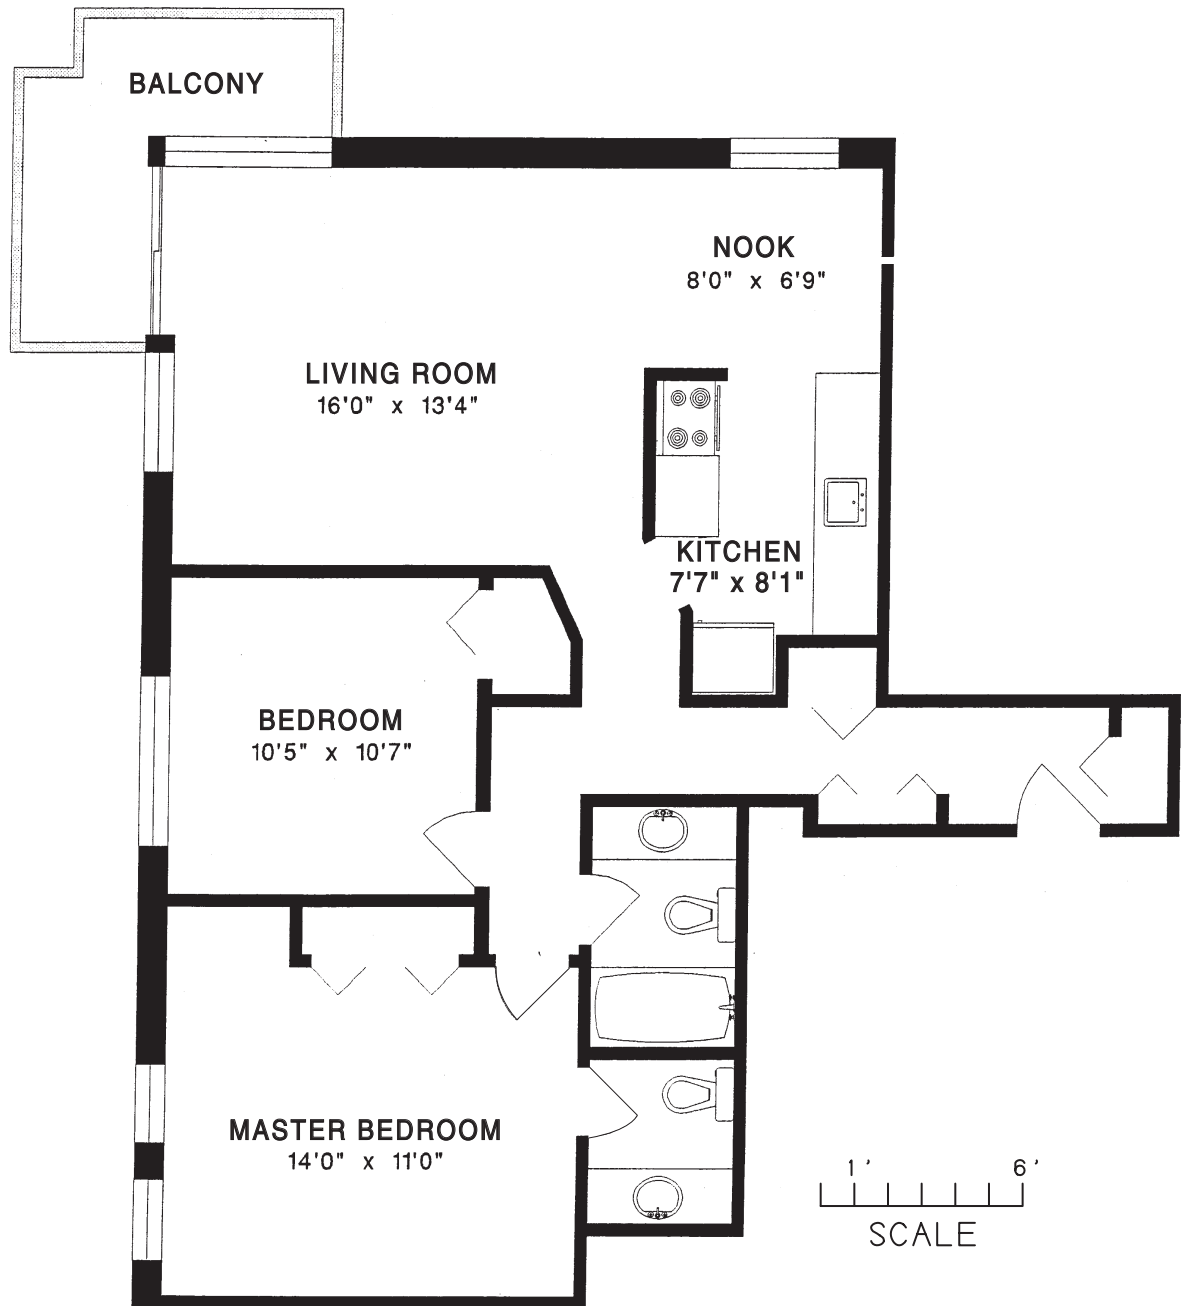 BALCONY
NOOK
8'0" x 6'9"
LIVING ROOM
16'0" x 13'4"
KITCHEN
7'7" x 8'1"
BEDROOM
10'5" x 10'7"
MASTER BEDROOM
14'0" x 11'0"
1' 6'
SCALE